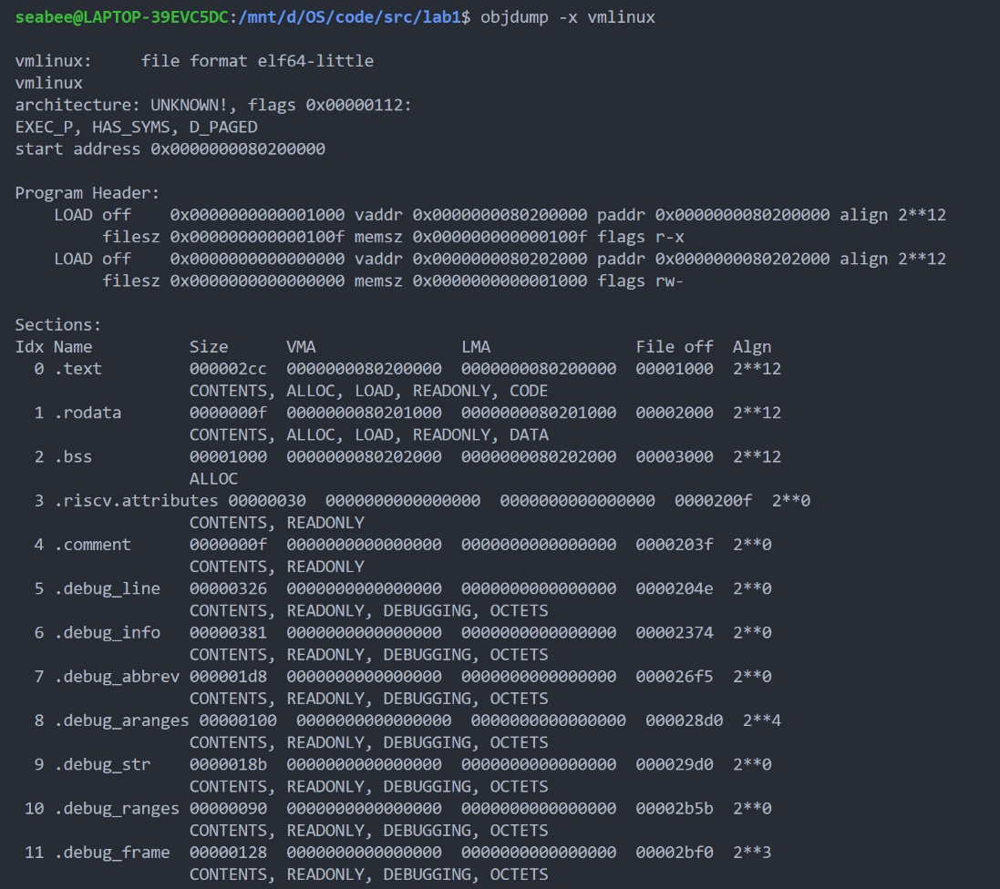 seabee@LAPTOP-39EVC5DC:/mnt/d/OS/code/src/lab1$ objdump -x vmlinux
vmlinux:     file format elf64-little
vmlinux
architecture: UNKNOWN!, flags 0x00000112:
EXEC_P, HAS_SYMS, D_PAGED
start address 0x0000000080200000
Program Header:
    LOAD off    0x0000000000001000 vaddr 0x0000000080200000 paddr 0x0000000080200000 align 2**12
         filesz 0x000000000000100f memsz 0x000000000000100f flags r-x
    LOAD off    0x0000000000000000 vaddr 0x0000000080202000 paddr 0x0000000080202000 align 2**12
         filesz 0x0000000000000000 memsz 0x0000000000001000 flags rw-
Sections:
Idx Name          Size      VMA               LMA               File off  Algn
  0 .text         000002cc  0000000080200000  0000000080200000  00001000  2**12
                  CONTENTS, ALLOC, LOAD, READONLY, CODE
  1 .rodata       0000000f  0000000080201000  0000000080201000  00002000  2**12
                  CONTENTS, ALLOC, LOAD, READONLY, DATA
  2 .bss          00001000  0000000080202000  0000000080202000  00003000  2**12
                  ALLOC
  3 .riscv.attributes 00000030  0000000000000000  0000000000000000  0000200f  2**0
                  CONTENTS, READONLY
  4 .comment      0000000f  0000000000000000  0000000000000000  0000203f  2**0
                  CONTENTS, READONLY
  5 .debug_line   00000326  0000000000000000  0000000000000000  0000204e  2**0
                  CONTENTS, READONLY, DEBUGGING, OCTETS
  6 .debug_info   00000381  0000000000000000  0000000000000000  00002374  2**0
                  CONTENTS, READONLY, DEBUGGING, OCTETS
  7 .debug_abbrev 000001d8  0000000000000000  0000000000000000  000026f5  2**0
                  CONTENTS, READONLY, DEBUGGING, OCTETS
  8 .debug_aranges 00000100  0000000000000000  0000000000000000  000028d0  2**4
                  CONTENTS, READONLY, DEBUGGING, OCTETS
  9 .debug_str    0000018b  0000000000000000  0000000000000000  000029d0  2**0
                  CONTENTS, READONLY, DEBUGGING, OCTETS
 10 .debug_ranges 00000090  0000000000000000  0000000000000000  00002b5b  2**0
                  CONTENTS, READONLY, DEBUGGING, OCTETS
 11 .debug_frame  00000128  0000000000000000  0000000000000000  00002bf0  2**3
                  CONTENTS, READONLY, DEBUGGING, OCTETS